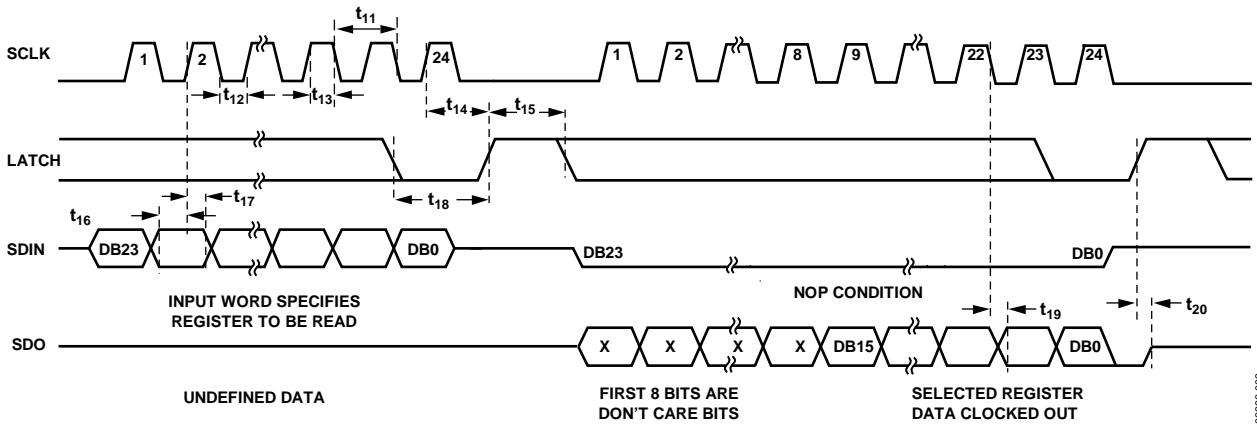 t11
SCLK
1
2
24
1
2
8
9
22
23
24
t12
t13
t14
t15
LATCH
t16
t17
t18
SDIN
DB23
DB0
DB23
DB0
INPUT WORD SPECIFIES
REGISTER TO BE READ
NOP CONDITION
t19
t20
SDO
X
X
X
X
DB15
DB0
UNDEFINED DATA
FIRST 8 BITS ARE
DON'T CARE BITS
SELECTED REGISTER
DATA CLOCKED OUT